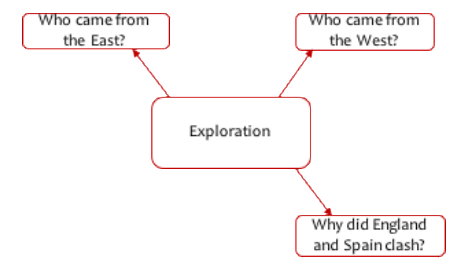 Who came from
the East?
Who came from
the West?
Exploration
Why did England
and Spain clash?